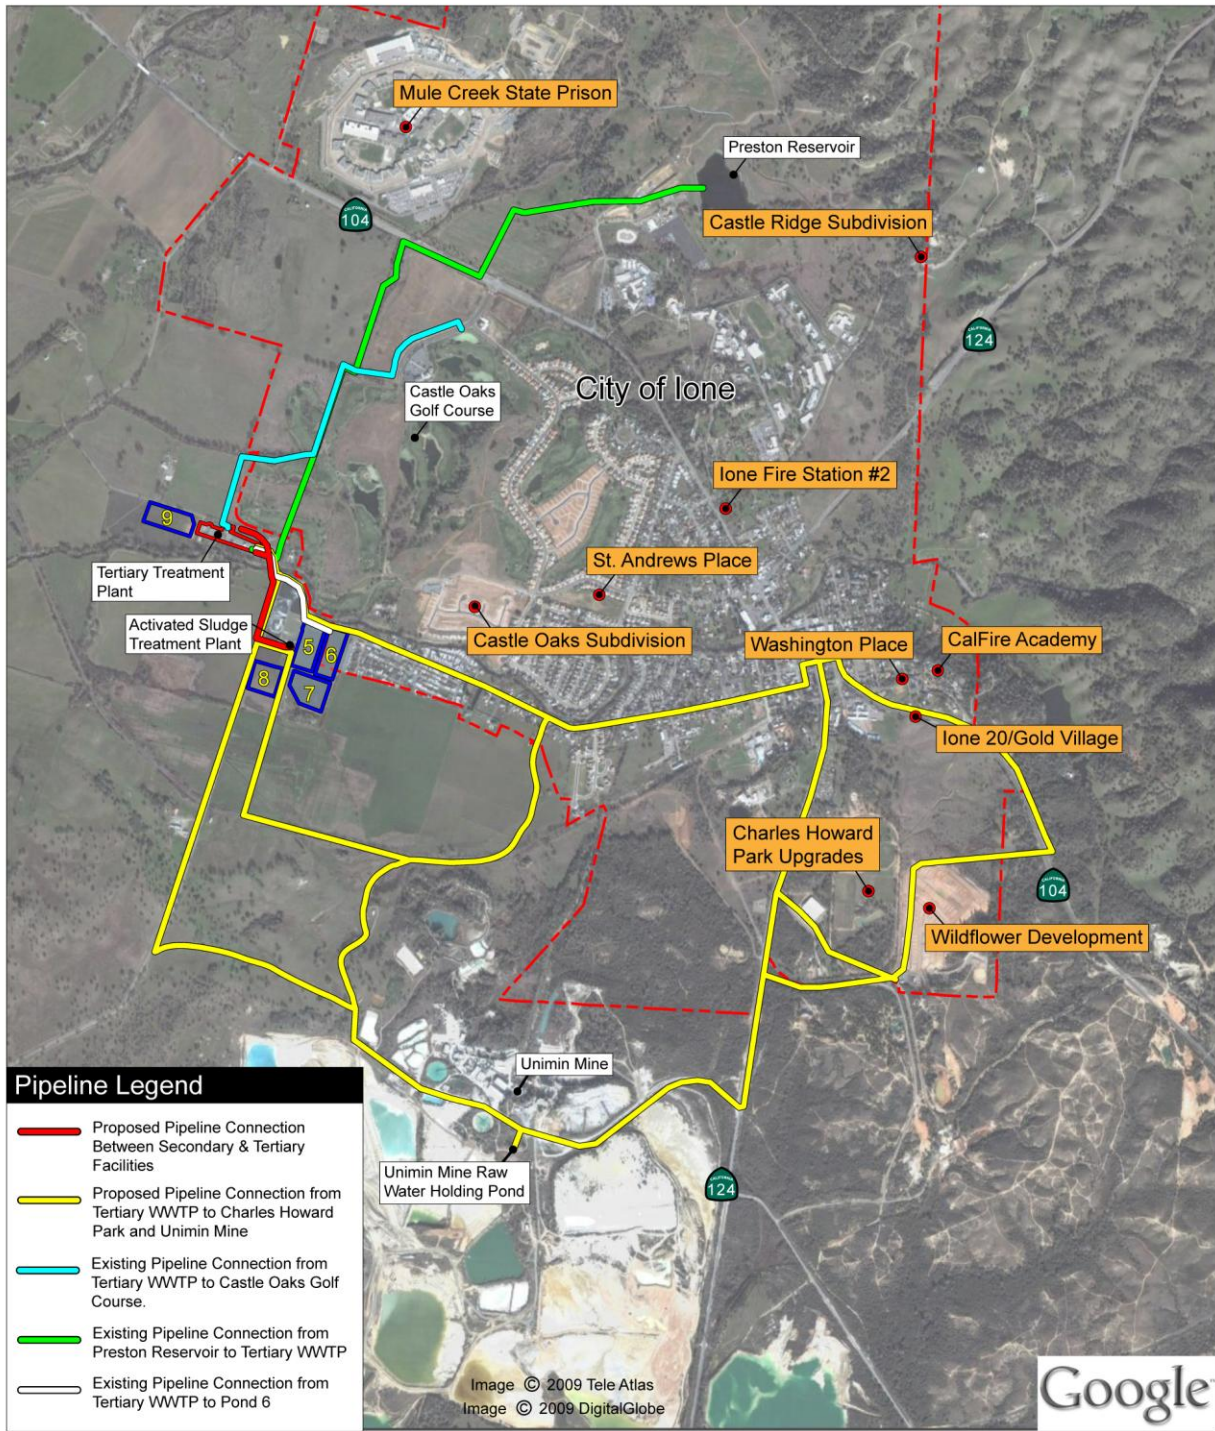 Mule Creek State Prison
Preston Reservoir
CALIFORNIA
104
Castle Ridge Subdivision
CALIFORNIA
124
City of Ione
Castle Oaks
Golf Course
Ione Fire Station #2
9
Tertiary Treatment
Plant
St. Andrews Place
Activated Sludge
Treatment Plant
5
6
8
7
Castle Oaks Subdivision
Washington Place
CalFire Academy
Ione 20/Gold Village
Charles Howard
Park Upgrades
CALIFORNIA
104
Wildflower Development
Unimin Mine
Unimin Mine Raw
Water Holding Pond
CALIFORNIA
124
Pipeline Legend
Proposed Pipeline Connection
Between Secondary & Tertiary
Facilities
Proposed Pipeline Connection from
Tertiary WWTP to Charles Howard
Park and Unimin Mine
Existing Pipeline Connection from
Tertiary WWTP to Castle Oaks Golf
Course.
Existing Pipeline Connection from
Preston Reservoir to Tertiary WWTP
Existing Pipeline Connection from
Tertiary WWTP to Pond 6
Image © 2009 Tele Atlas
Image © 2009 DigitalGlobe
Google™